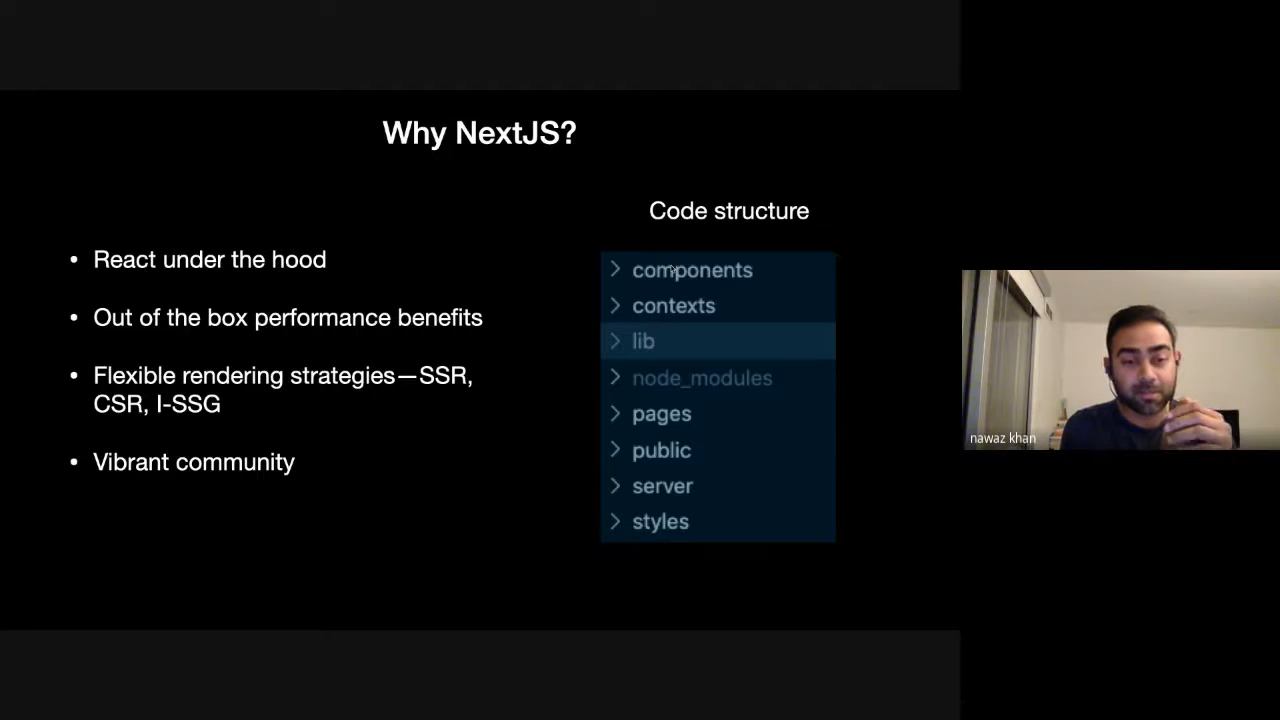 Why NextJS?
Code structure
• React under the hood
• Out of the box performance benefits
• Flexible rendering strategies—SSR,
CSR, I-SSG
• Vibrant community
components
contexts
lib
node_modules
pages
public
server
styles
nawaz khan